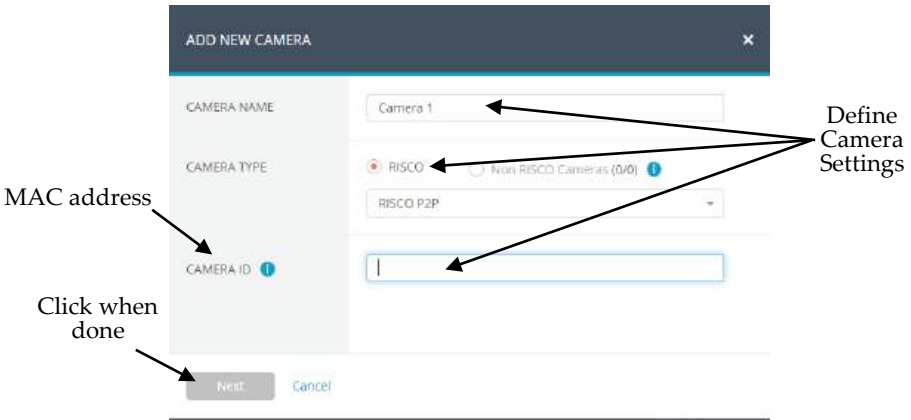 ADD NEW CAMERA ×
CAMERA NAME Camera 1
Define
Camera
Settings
CAMERA TYPE RISCO Non RISCO Cameras (0/0) i
RISCO P2P
MAC address
CAMERA ID i
Click when
done
Next Cancel